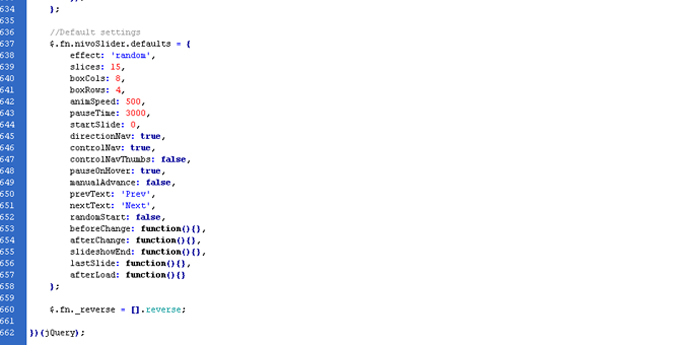 634 };
635
636 //Default settings
637 $.fn.nivoSlider.defaults = {
638 effect: 'random',
639 slices: 15,
640 boxCols: 8,
641 boxRows: 4,
642 animSpeed: 500,
643 pauseTime: 3000,
644 startSlide: 0,
645 directionNav: true,
646 controlNav: true,
647 controlNavThumbs: false,
648 pauseOnHover: true,
649 manualAdvance: false,
650 prevText: 'Prev',
651 nextText: 'Next',
652 randomStart: false,
653 beforeChange: function(){},
654 afterChange: function(){},
655 slideshowEnd: function(){},
656 lastSlide: function(){},
657 afterLoad: function(){}
658 };
659
660 $.fn._reverse = [].reverse;
661
662 })(jQuery);